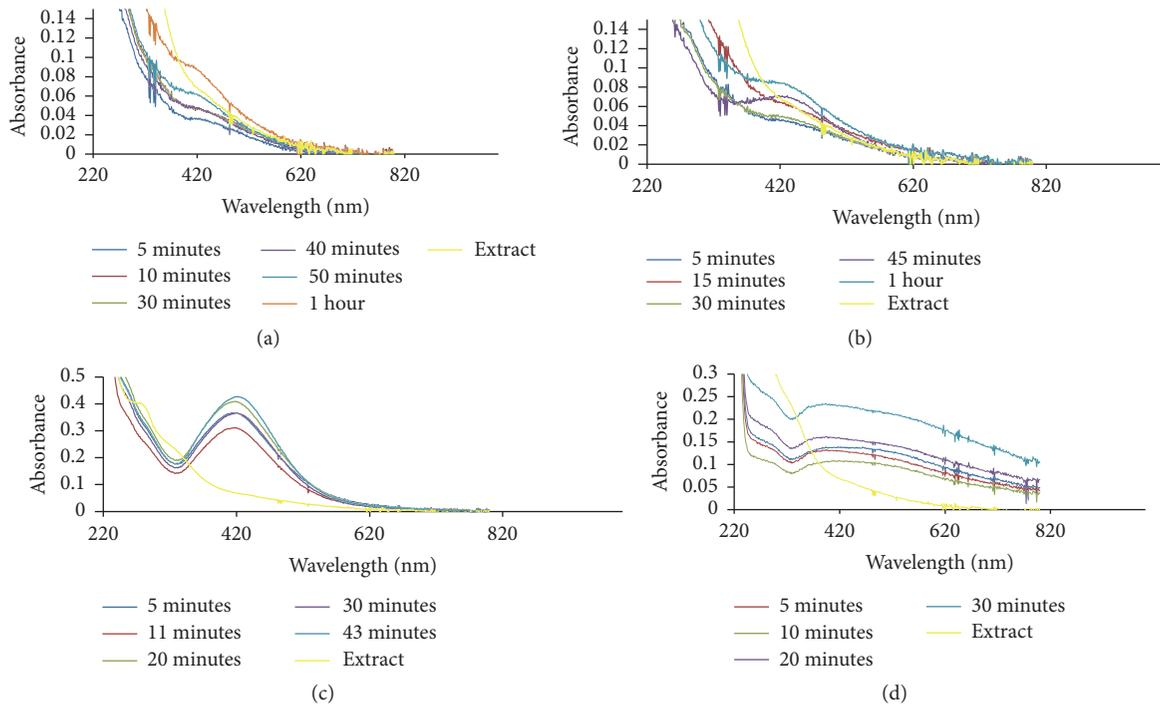 0.14
0.12
0.1
0.08
0.06
0.04
0.02
0
Absorbance
220 420 620 820
Wavelength (nm)
5 minutes 40 minutes Extract
10 minutes 50 minutes
30 minutes 1 hour
(a)
0.14
0.12
0.1
0.08
0.06
0.04
0.02
0
Absorbance
220 420 620 820
Wavelength (nm)
5 minutes 45 minutes
15 minutes 1 hour
30 minutes Extract
(b)
0.5
0.4
0.3
0.2
0.1
0
Absorbance
220 420 620 820
Wavelength (nm)
5 minutes 30 minutes
11 minutes 43 minutes
20 minutes Extract
(c)
0.3
0.25
0.2
0.15
0.1
0.05
0
Absorbance
220 420 620 820
Wavelength (nm)
5 minutes 30 minutes
10 minutes Extract
20 minutes
(d)